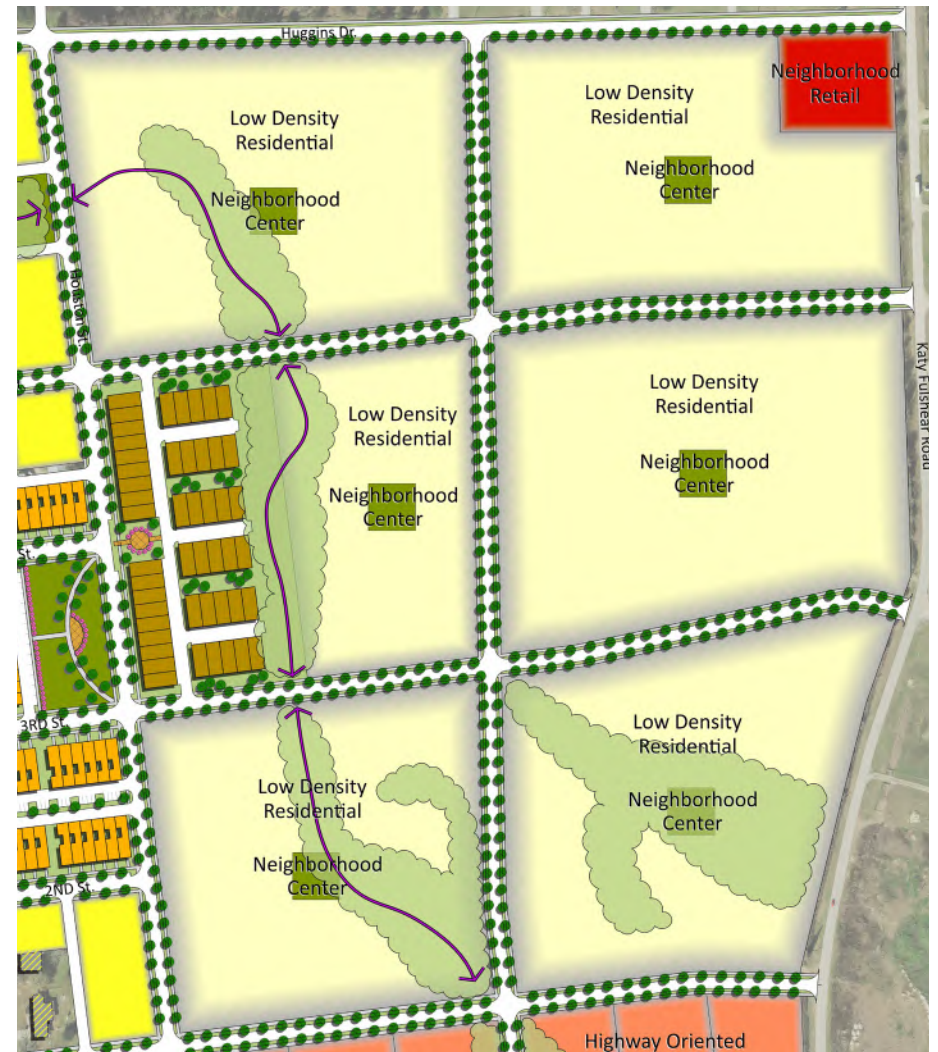 Huggins Dr.
Neighborhood
Retail
Low Density
Residential
Low Density
Residential
Neighborhood
Center
Neighborhood
Center
Houston St.
Katy Fulshear Road
Low Density
Residential
Low Density
Residential
Neighborhood
Center
Neighborhood
Center
St.
3RD St.
Low Density
Residential
Low Density
Residential
Neighborhood
Center
Neighborhood
Center
2ND St.
Highway Oriented